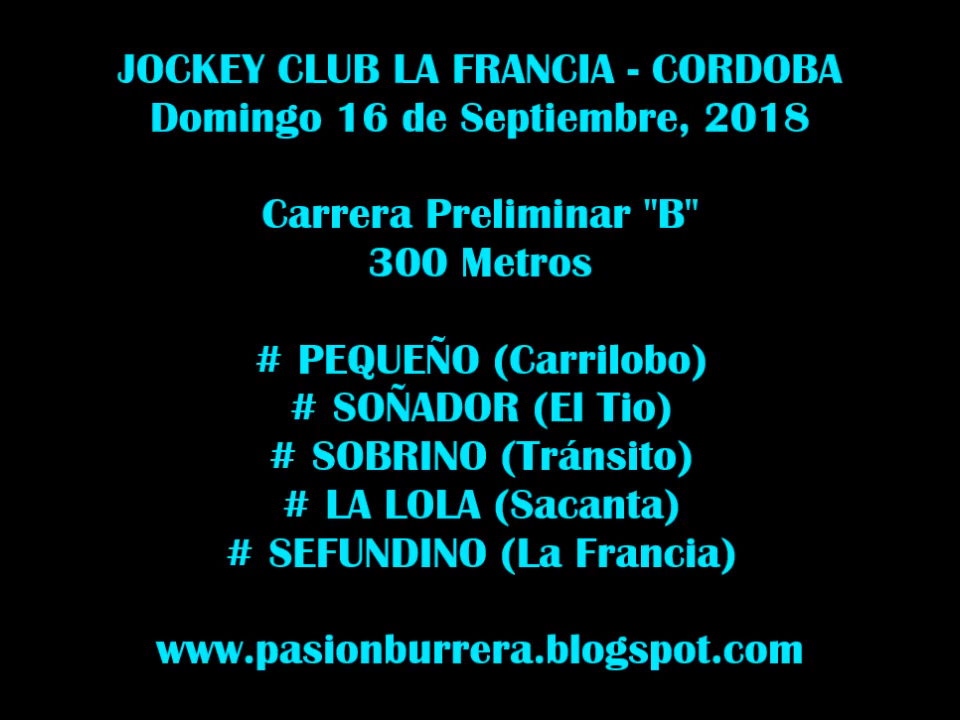 JOCKEY CLUB LA FRANCIA - CORDOBA
Domingo 16 de Septiembre, 2018
Carrera Preliminar "B"
300 Metros
# PEQUEÑO (Carrilobo)
# SOÑADOR (El Tio)
# SOBRINO (Tránsito)
# LA LOLA (Sacanta)
# SEFUNDINO (La Francia)
www.pasionburrera.blogspot.com